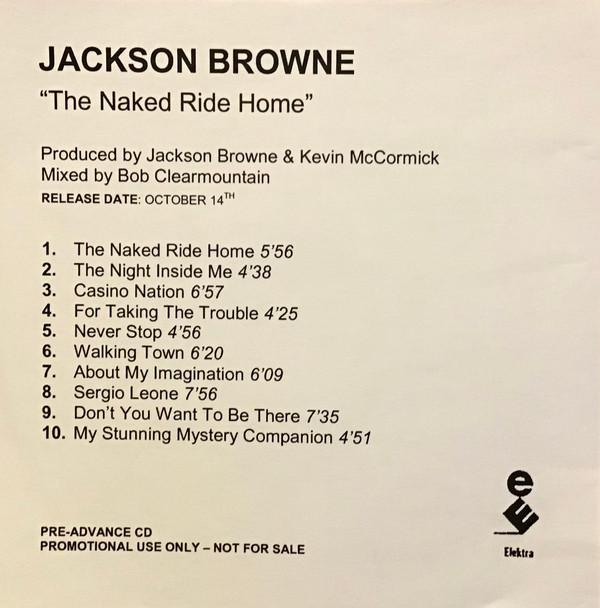 JACKSON BROWNE
“The Naked Ride Home”
Produced by Jackson Browne & Kevin McCormick
Mixed by Bob Clearmountain
RELEASE DATE: OCTOBER 14TH
1. The Naked Ride Home 5’56
2. The Night Inside Me 4’38
3. Casino Nation 6’57
4. For Taking The Trouble 4’25
5. Never Stop 4’56
6. Walking Town 6’20
7. About My Imagination 6’09
8. Sergio Leone 7’56
9. Don’t You Want To Be There 7’35
10. My Stunning Mystery Companion 4’51
e
E
Elektra
PRE-ADVANCE CD
PROMOTIONAL USE ONLY – NOT FOR SALE